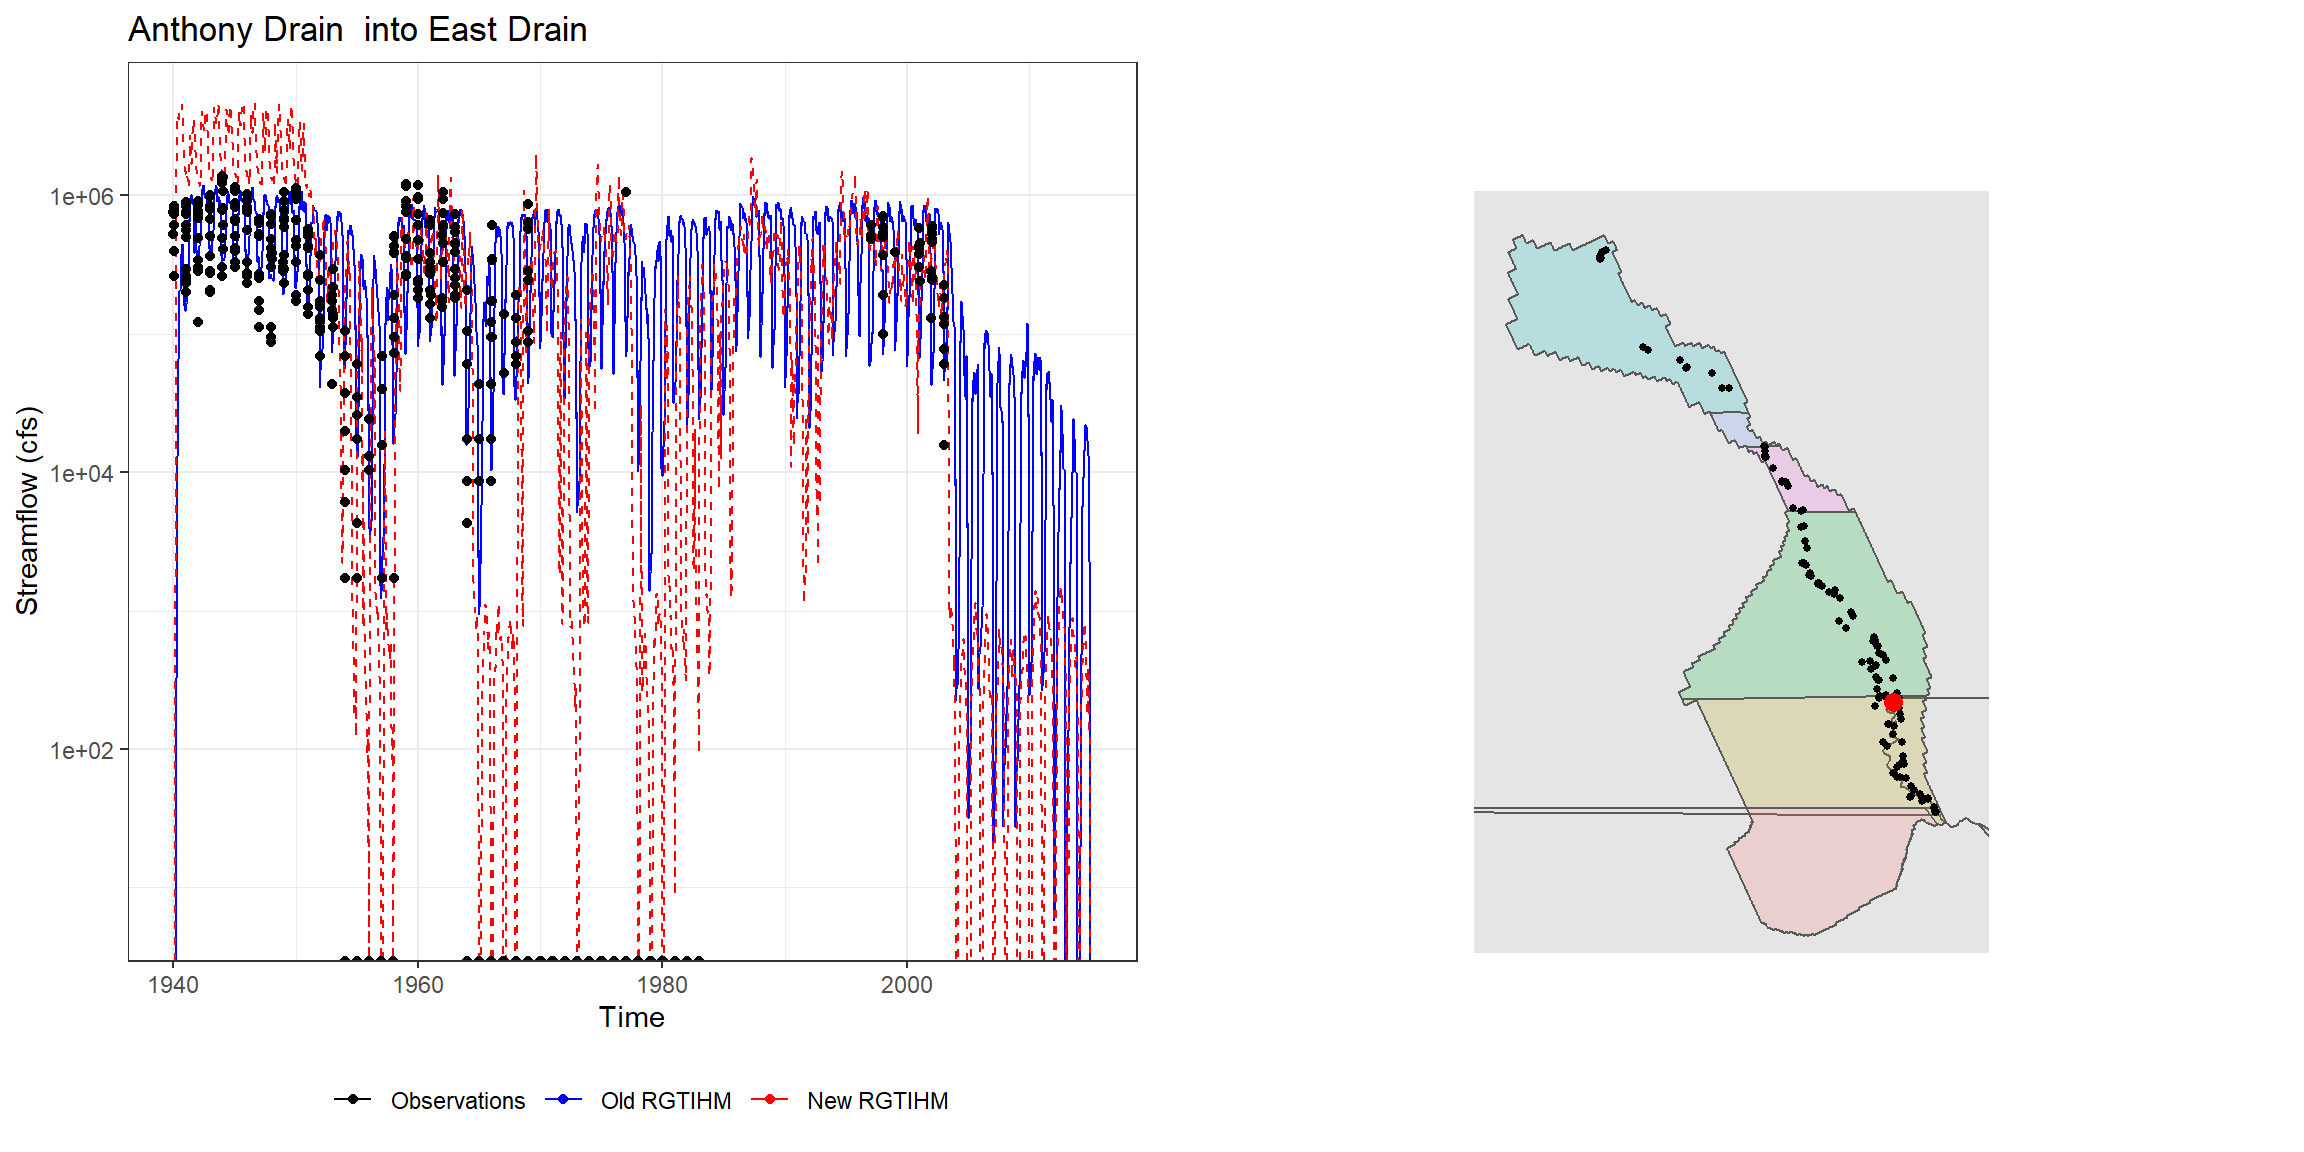 Anthony Drain  into East Drain
Streamflow (cfs)
1e+06
1e+04
1e+02
1940 1960 1980 2000
Time
Observations Old RGTIHM New RGTIHM